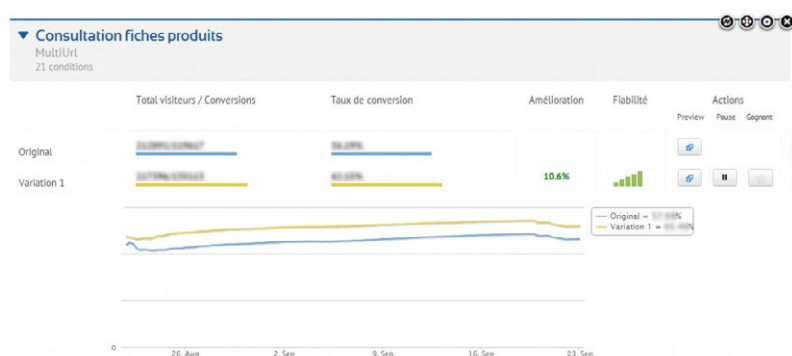 Consultation fiches produits
MultiUrl
21 conditions
Total visiteurs / Conversions Taux de conversion Amélioration Fiabilité Actions
Preview Pause Gagnant
Original
Variation 1 10.6%
Original = %
Variation 1 = %
0
26. Aug 2. Sep 9. Sep 16. Sep 23. Sep